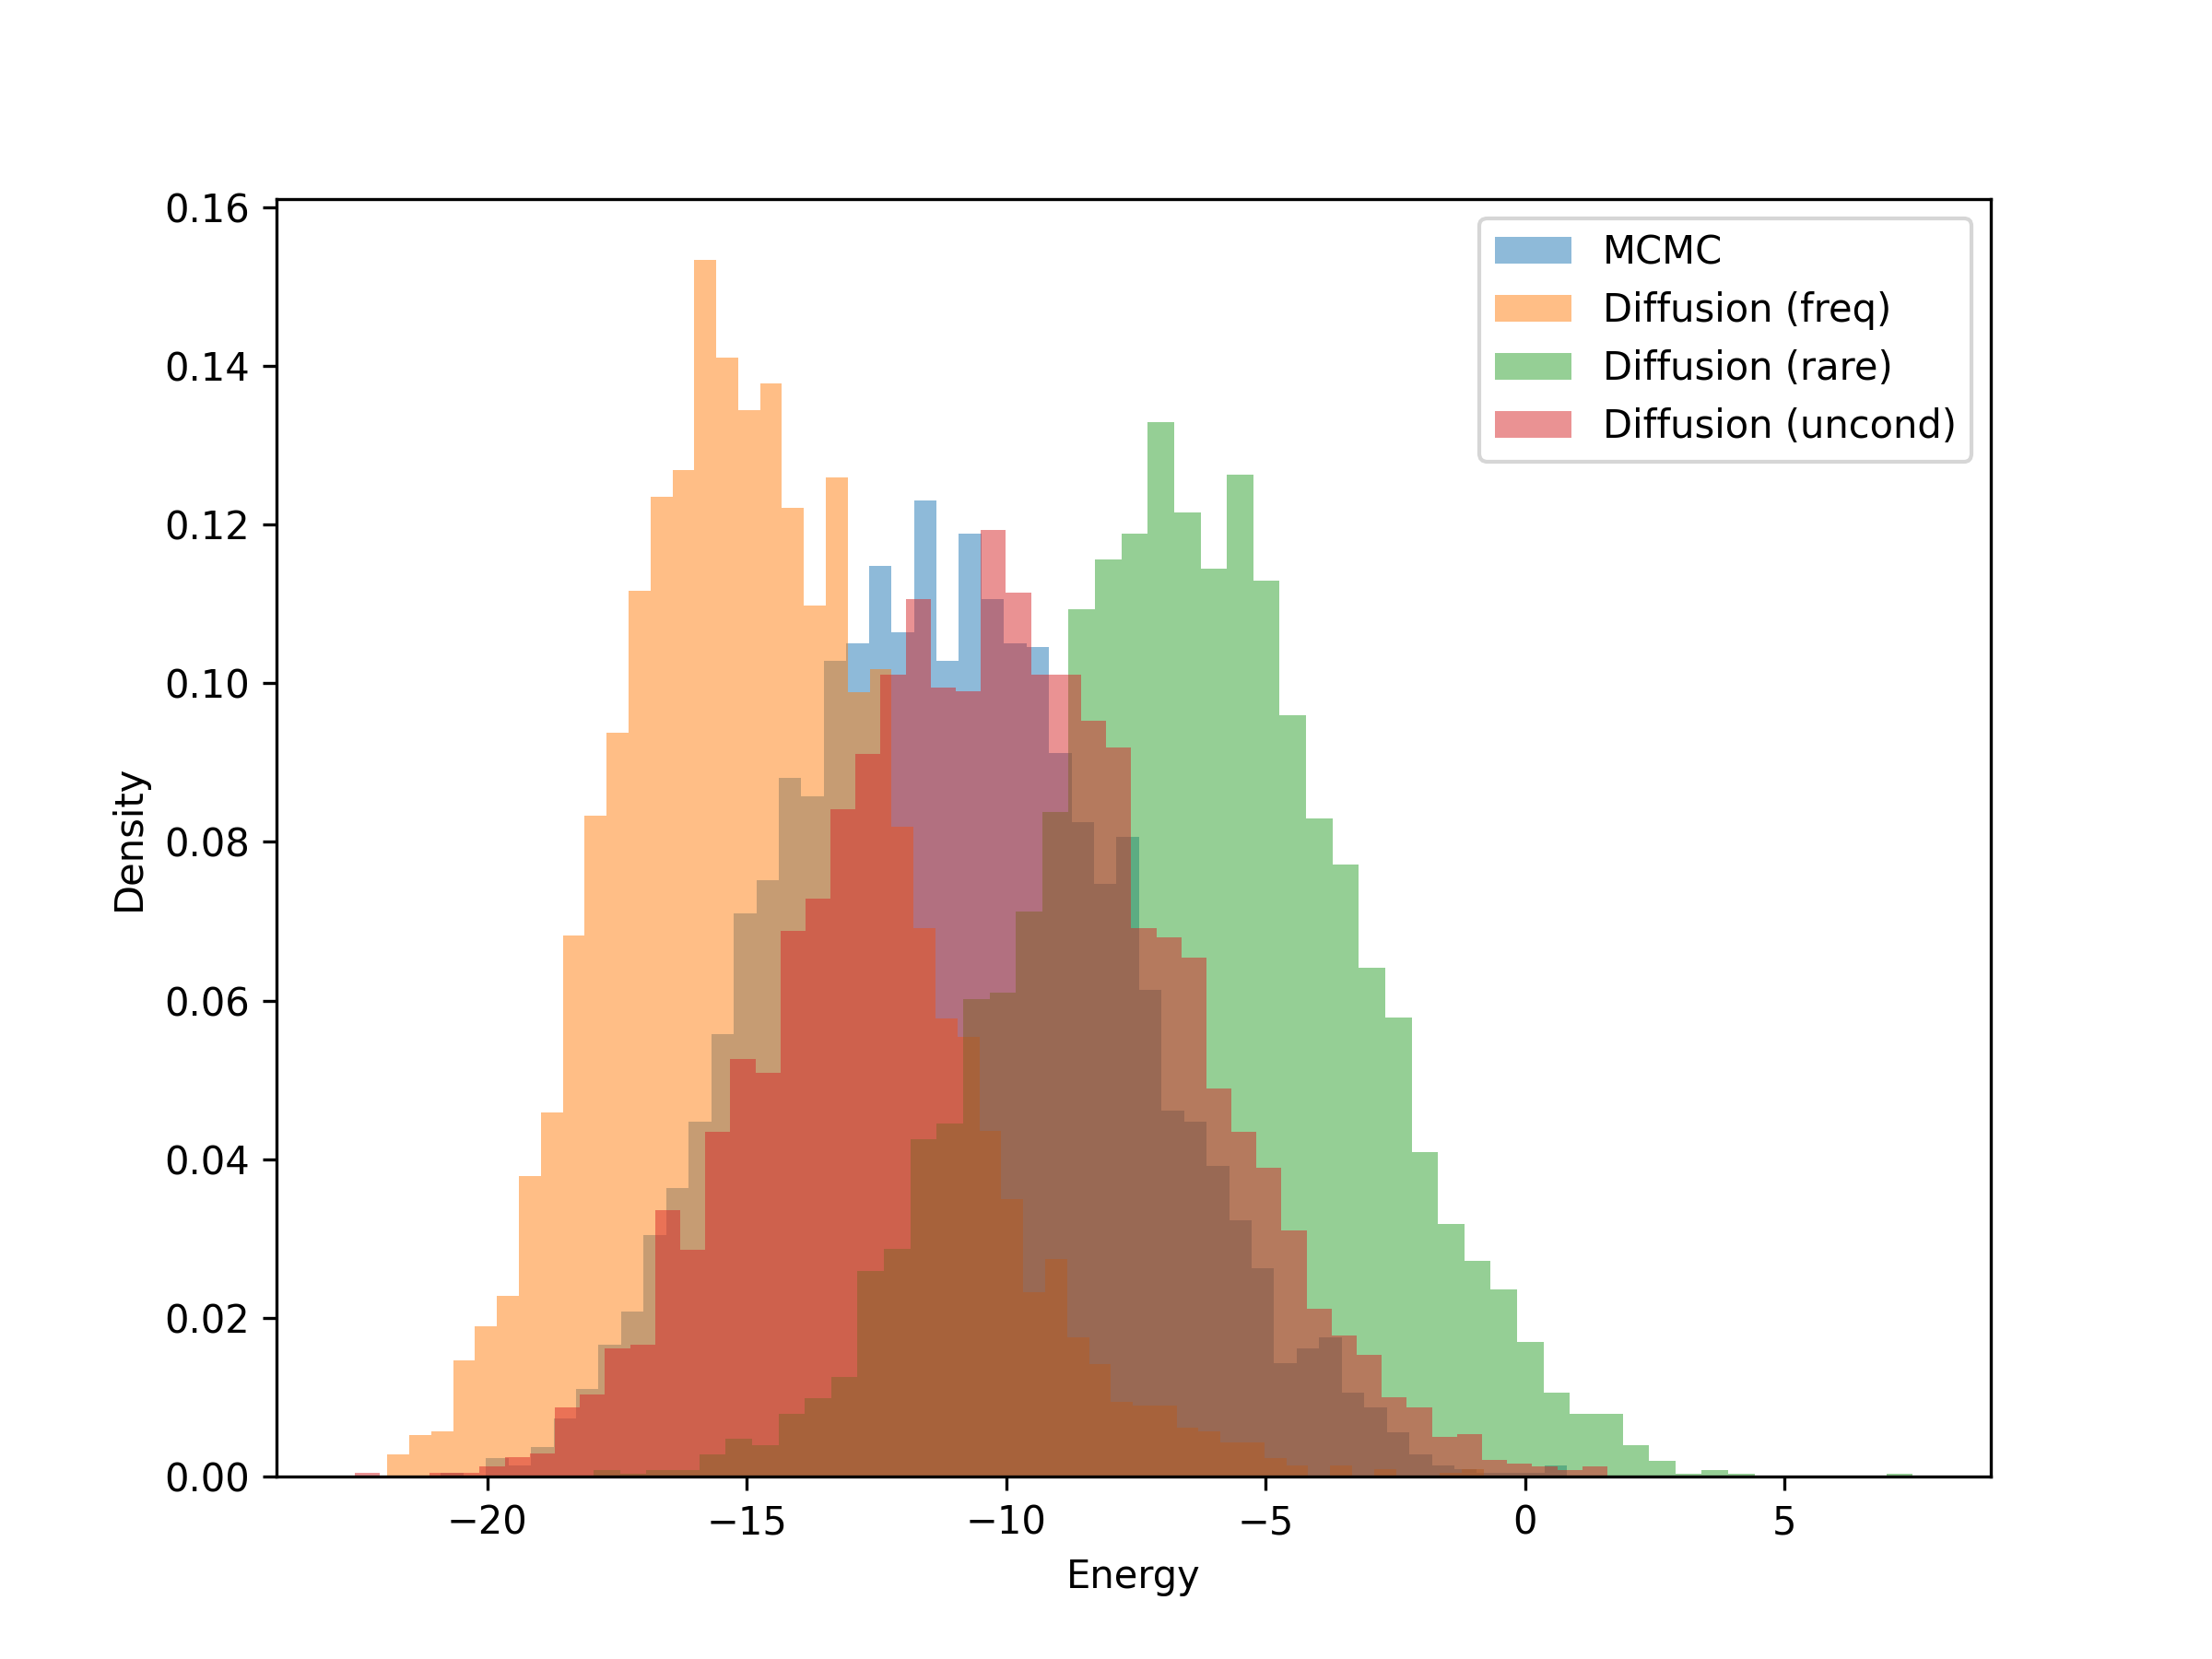 0.16
0.14
0.12
0.10
0.08
0.06
0.04
0.02
0.00
Density
MCMC
Diffusion (freq)
Diffusion (rare)
Diffusion (uncond)
−20 −15 −10 −5 0 5
Energy